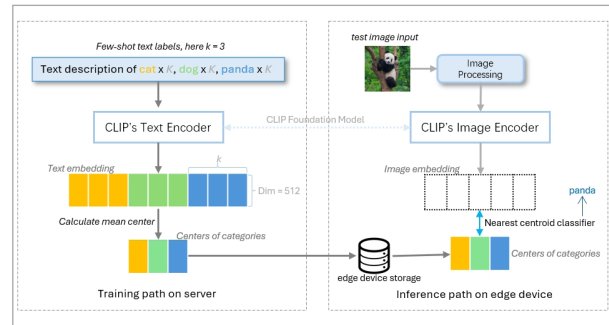 Few-shot text labels, here k = 3
Text description of cat x K, dog x K, panda x K
CLIP's Text Encoder
Text embedding
k
Dim = 512
Calculate mean center
Centers of categories
Training path on server
CLIP Foundation Model
edge device storage
test image input
Image
Processing
CLIP's Image Encoder
Image embedding
panda
Nearest centroid classifier
Centers of categories
Inference path on edge device